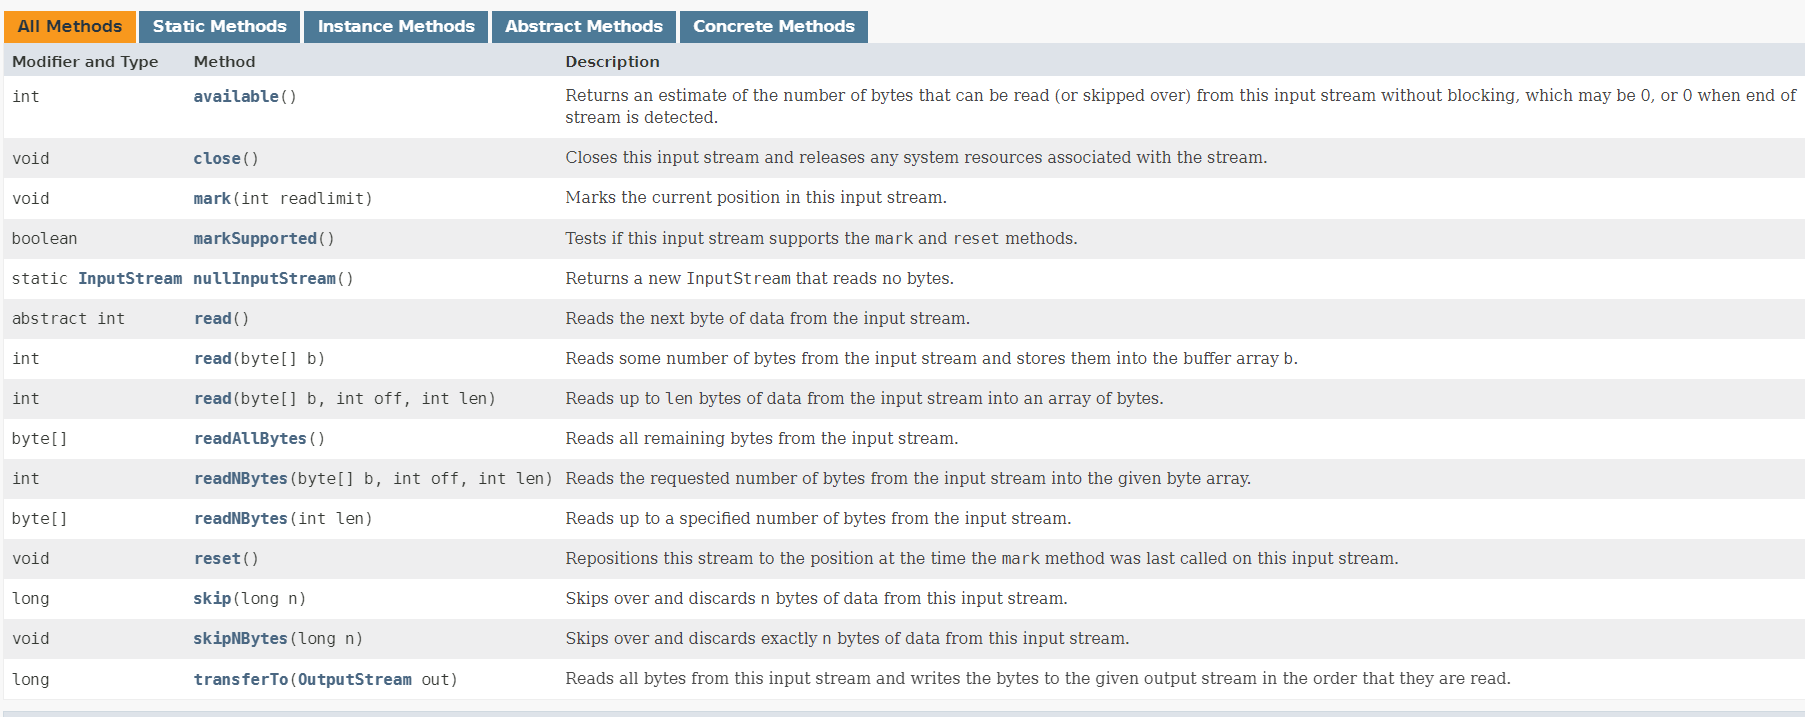 All Methods Static Methods Instance Methods Abstract Methods Concrete Methods
Modifier and Type Method Description
int available() Returns an estimate of the number of bytes that can be read (or skipped over) from this input stream without blocking, which may be 0, or 0 when end of
stream is detected.
void close() Closes this input stream and releases any system resources associated with the stream.
void mark(int readlimit) Marks the current position in this input stream.
boolean markSupported() Tests if this input stream supports the mark and reset methods.
static InputStream nullInputStream() Returns a new InputStream that reads no bytes.
abstract int read() Reads the next byte of data from the input stream.
int read(byte[] b) Reads some number of bytes from the input stream and stores them into the buffer array b.
int read(byte[] b, int off, int len) Reads up to len bytes of data from the input stream into an array of bytes.
byte[] readAllBytes() Reads all remaining bytes from the input stream.
int readNBytes(byte[] b, int off, int len) Reads the requested number of bytes from the input stream into the given byte array.
byte[] readNBytes(int len) Reads up to a specified number of bytes from the input stream.
void reset() Repositions this stream to the position at the time the mark method was last called on this input stream.
long skip(long n) Skips over and discards n bytes of data from this input stream.
void skipNBytes(long n) Skips over and discards exactly n bytes of data from this input stream.
long transferTo(OutputStream out) Reads all bytes from this input stream and writes the bytes to the given output stream in the order that they are read.